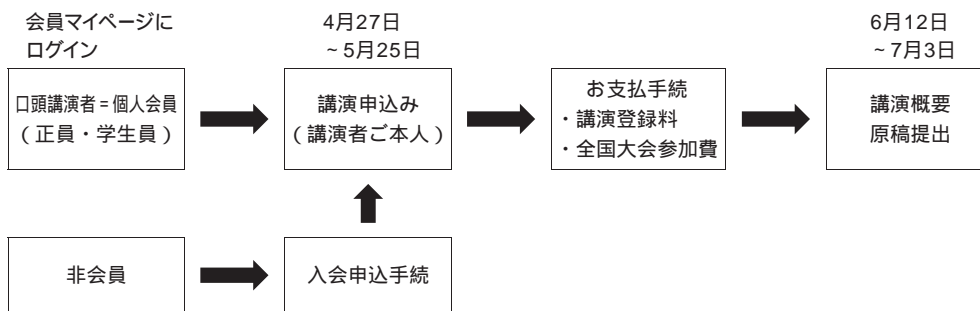 会員マイページに
ログイン
4月27日
~5月25日
6月12日
~7月3日
口頭講演者=個人会員
(正員・学生員)
講演申込み
(講演者ご本人)
お支払手続
・講演登録料
・全国大会参加費
講演概要
原稿提出
非会員
入会申込手続